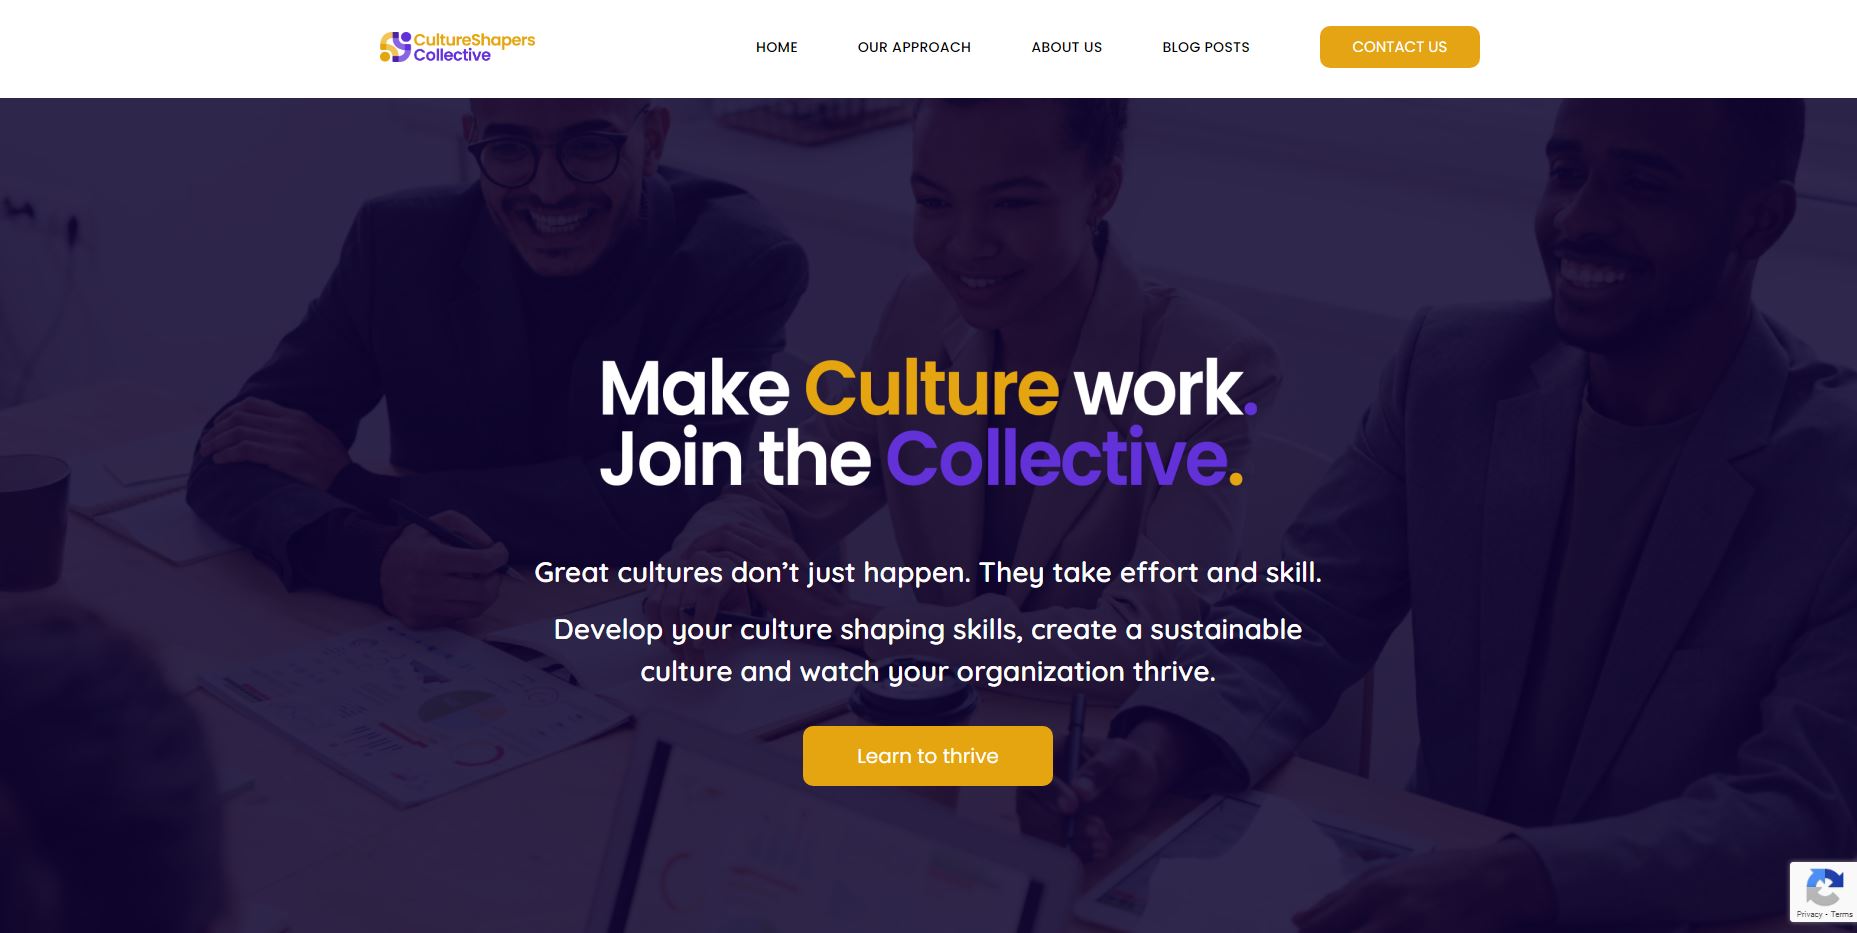 CultureShapers
Collective
HOME
OUR APPROACH
ABOUT US
BLOG POSTS
CONTACT US
Make Culture work.
Join the Collective.
Great cultures don’t just happen. They take effort and skill.
Develop your culture shaping skills, create a sustainable
culture and watch your organization thrive.
Learn to thrive
Privacy - Terms